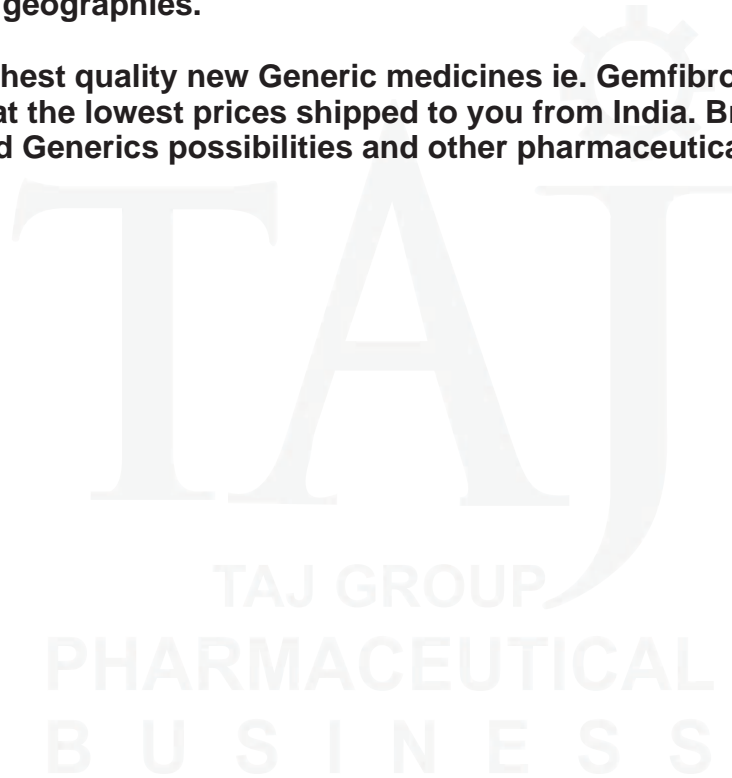 geographies.
hest quality new Generic medicines ie. Gemfibro
at the lowest prices shipped to you from India. Br
d Generics possibilities and other pharmaceutica
TAJ
TAJ GROUP
PHARMACEUTICAL
BUSINESS